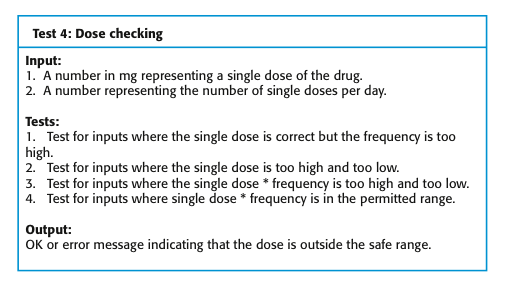 Test 4: Dose checking
Input:
1. A number in mg representing a single dose of the drug.
2. A number representing the number of single doses per day.
Tests:
1. Test for inputs where the single dose is correct but the frequency is too
high.
2. Test for inputs where the single dose is too high and too low.
3. Test for inputs where the single dose * frequency is too high and too low.
4. Test for inputs where single dose * frequency is in the permitted range.
Output:
OK or error message indicating that the dose is outside the safe range.